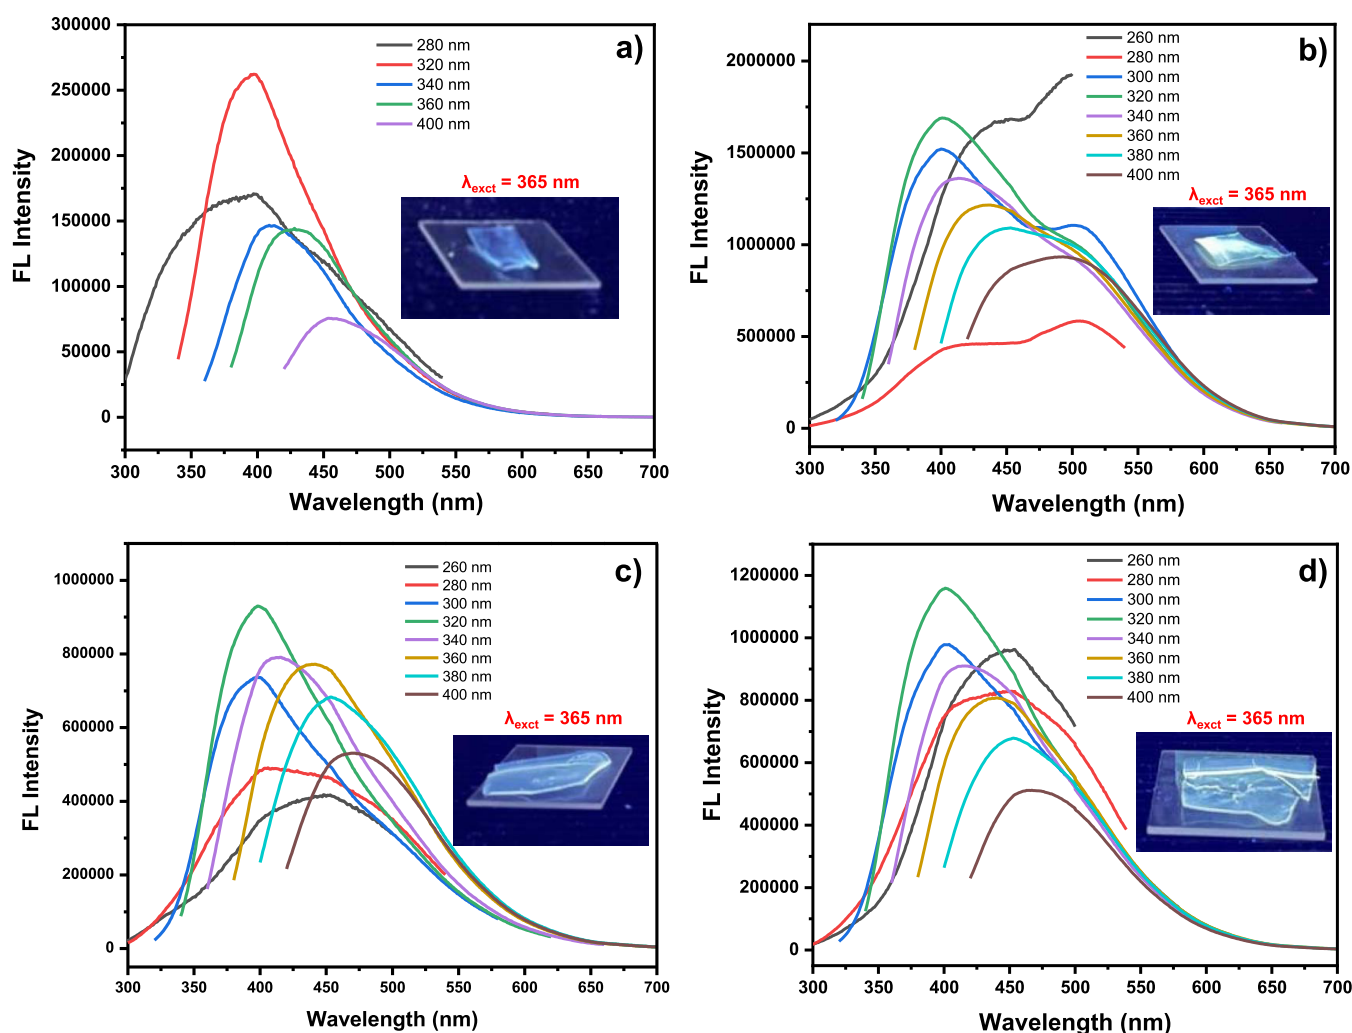 a)
280 nm
320 nm
340 nm
360 nm
400 nm
λexct = 365 nm
FL Intensity
300000
250000
200000
150000
100000
50000
0
300 350 400 450 500 550 600 650 700
Wavelength (nm)
b)
260 nm
280 nm
300 nm
320 nm
340 nm
360 nm
380 nm
400 nm
λexct = 365 nm
FL Intensity
2000000
1500000
1000000
500000
0
300 350 400 450 500 550 600 650 700
Wavelength (nm)
c)
260 nm
280 nm
300 nm
320 nm
340 nm
360 nm
380 nm
400 nm
λexct = 365 nm
FL Intensity
1000000
800000
600000
400000
200000
0
300 350 400 450 500 550 600 650 700
Wavelength (nm)
d)
260 nm
280 nm
300 nm
320 nm
340 nm
360 nm
380 nm
400 nm
λexct = 365 nm
FL Intensity
1200000
1000000
800000
600000
400000
200000
0
300 350 400 450 500 550 600 650 700
Wavelength (nm)